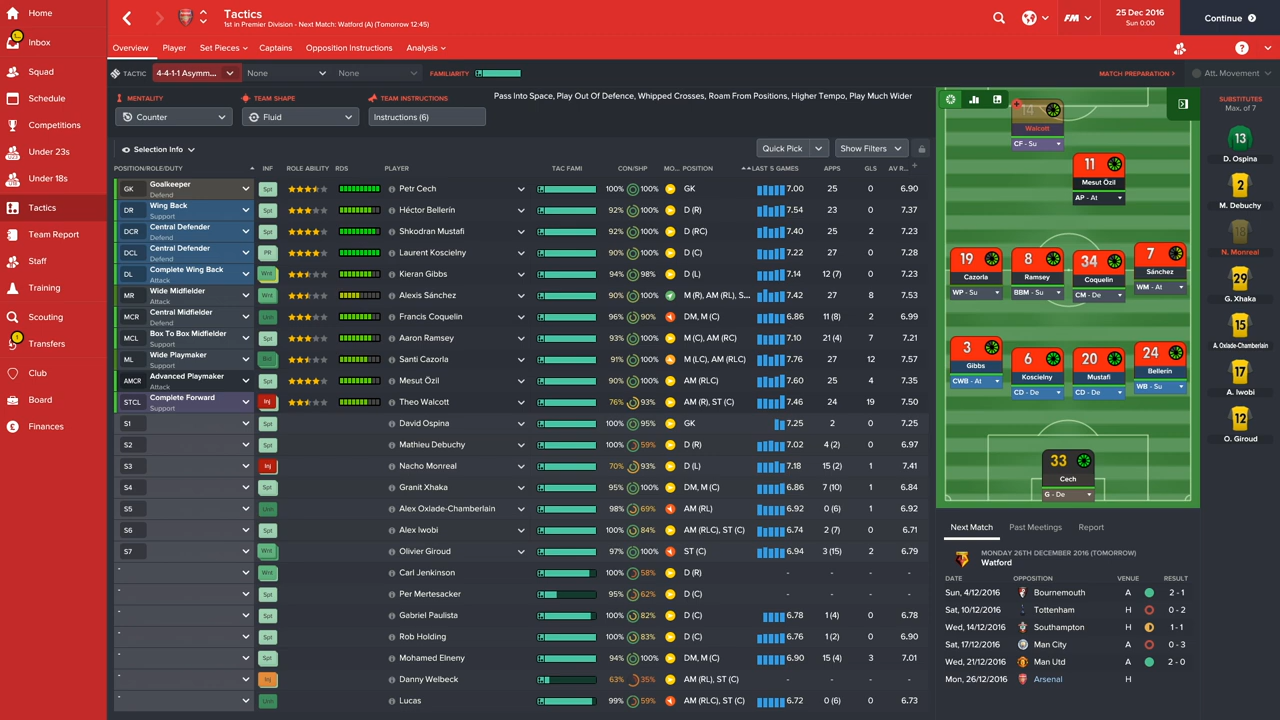 Home
Inbox
Squad
Schedule
Competitions
Under 23s
Under 18s
Tactics
Team Report
Staff
Training
Scouting
Transfers
Club
Board
Finances
Tactics
1st in Premier Division - Next Match: Watford (A) (Tomorrow 12:45)
FM
25 Dec 2016
Sun 0:00
Continue
Overview Player Set Pieces Captains Opposition Instructions Analysis
TACTIC 4-4-1-1 Asymm... None None FAMILIARITY MATCH PREPARATION > Att. Movement
MENTALITY TEAM SHAPE TEAM INSTRUCTIONS
Pass Into Space, Play Out Of Defence, Whipped Crosses, Roam From Positions, Higher Tempo, Play Much Wider
Counter Fluid Instructions (6)
Selection Info Quick Pick Show Filters
POSITION/ROLE/DUTY INF ROLE ABILITY RDS PLAYER TAC FAMI CON/SHP MO... POSITION LAST 5 GAMES APPS GLS AV R...
GK Goalkeeper Defend Spt Petr Cech 100% 100% GK 7.00 25 0 6.90
DR Wing Back Support Spt Héctor Bellerín 92% 100% D (R) 7.54 23 0 7.37
DCR Central Defender Defend Spt Shkodran Mustafi 92% 100% D (RC) 7.40 25 2 7.23
DCL Central Defender Defend PR Laurent Koscielny 90% 100% D (C) 7.22 27 0 7.28
DL Complete Wing Back Attack Wnt Kieran Gibbs 94% 98% D (L) 7.14 12 (7) 0 7.23
MR Wide Midfielder Attack Wnt Alexis Sánchez 90% 100% M (R), AM (RL), S... 7.42 27 8 7.53
MCR Central Midfielder Defend Unh Francis Coquelin 96% 90% DM, M (C) 6.86 11 (8) 2 6.99
MCL Box To Box Midfielder Support Spt Aaron Ramsey 93% 100% M (C), AM (RC) 7.10 21 (4) 7 7.21
ML Wide Playmaker Support Bid Santi Cazorla 91% 100% M (LC), AM (RLC) 7.76 27 12 7.57
AMCR Advanced Playmaker Attack Spt Mesut Özil 90% 100% AM (RLC) 7.60 25 4 7.35
STCL Complete Forward Support Inj Theo Walcott 76% 93% AM (R), ST (C) 7.46 24 19 7.50
S1 Spt David Ospina 100% 95% GK 7.25 2 0 7.25
S2 Spt Mathieu Debuchy 100% 59% D (R) 7.02 4 (2) 0 6.97
S3 Inj Nacho Monreal 70% 93% D (L) 7.18 15 (2) 1 7.41
S4 Spt Granit Xhaka 95% 100% DM, M (C) 6.86 7 (10) 1 6.84
S5 Unh Alex Oxlade-Chamberlain 98% 69% AM (RL) 6.92 0 (6) 1 6.92
S6 Spt Alex Iwobi 100% 84% AM (RLC), ST (C) 6.74 2 (7) 0 6.71
S7 Wnt Olivier Giroud 97% 100% ST (C) 6.94 3 (15) 2 6.79
- Wnt Carl Jenkinson 100% 58% D (R) - - - -
- Spt Per Mertesacker 95% 62% D (C) - - - -
- Spt Gabriel Paulista 100% 82% D (C) 6.78 1 (4) 0 6.78
- Spt Rob Holding 100% 83% D (C) 6.76 1 (2) 0 6.90
- Spt Mohamed Elneny 94% 100% DM, M (C) 6.90 15 (4) 3 7.01
- Inj Danny Welbeck 63% 35% AM (RL), ST (C) - - - -
- Unh Lucas 99% 59% AM (RL), ST (C) 6.72 0 (9) 0 6.73
14
Walcott
CF - Su
11
Mesut Özil
AP - At
19 8 34 7
Cazorla Ramsey Coquelin Sánchez
WP - Su BBM - Su CM - De WM - At
3 6 20 24
Gibbs Koscielny Mustafi Bellerín
CWB - At CD - De CD - De WB - Su
33
Cech
G - De
SUBSTITUTES
Max. of 7
13
D. Ospina
2
M. Debuchy
18
N. Monreal
29
G. Xhaka
15
A. Oxlade-Chamberlain
17
A. Iwobi
12
O. Giroud
Next Match Past Meetings Report
MONDAY 26TH DECEMBER 2016 (TOMORROW)
Watford
DATE OPPOSITION VENUE RESULT
Sun, 4/12/2016 Bournemouth A 2 - 1
Sat, 10/12/2016 Tottenham H 0 - 2
Wed, 14/12/2016 Southampton H 1 - 1
Sat, 17/12/2016 Man City A 0 - 3
Wed, 21/12/2016 Man Utd A 2 - 0
Mon, 26/12/2016 Arsenal H